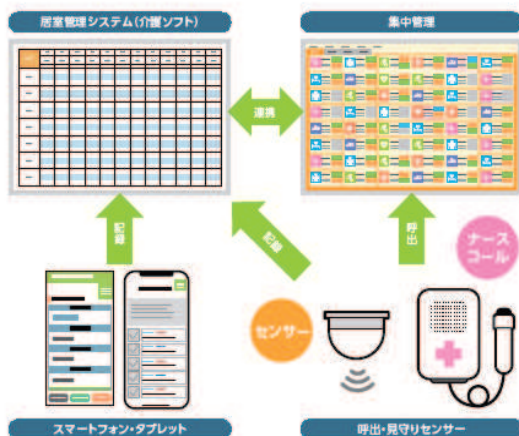 居室管理システム(介護ソフト)
集中管理
連携
記録
記録
呼出
ナース
コール
センサー
スマートフォン・タブレット
呼出・見守りセンサー